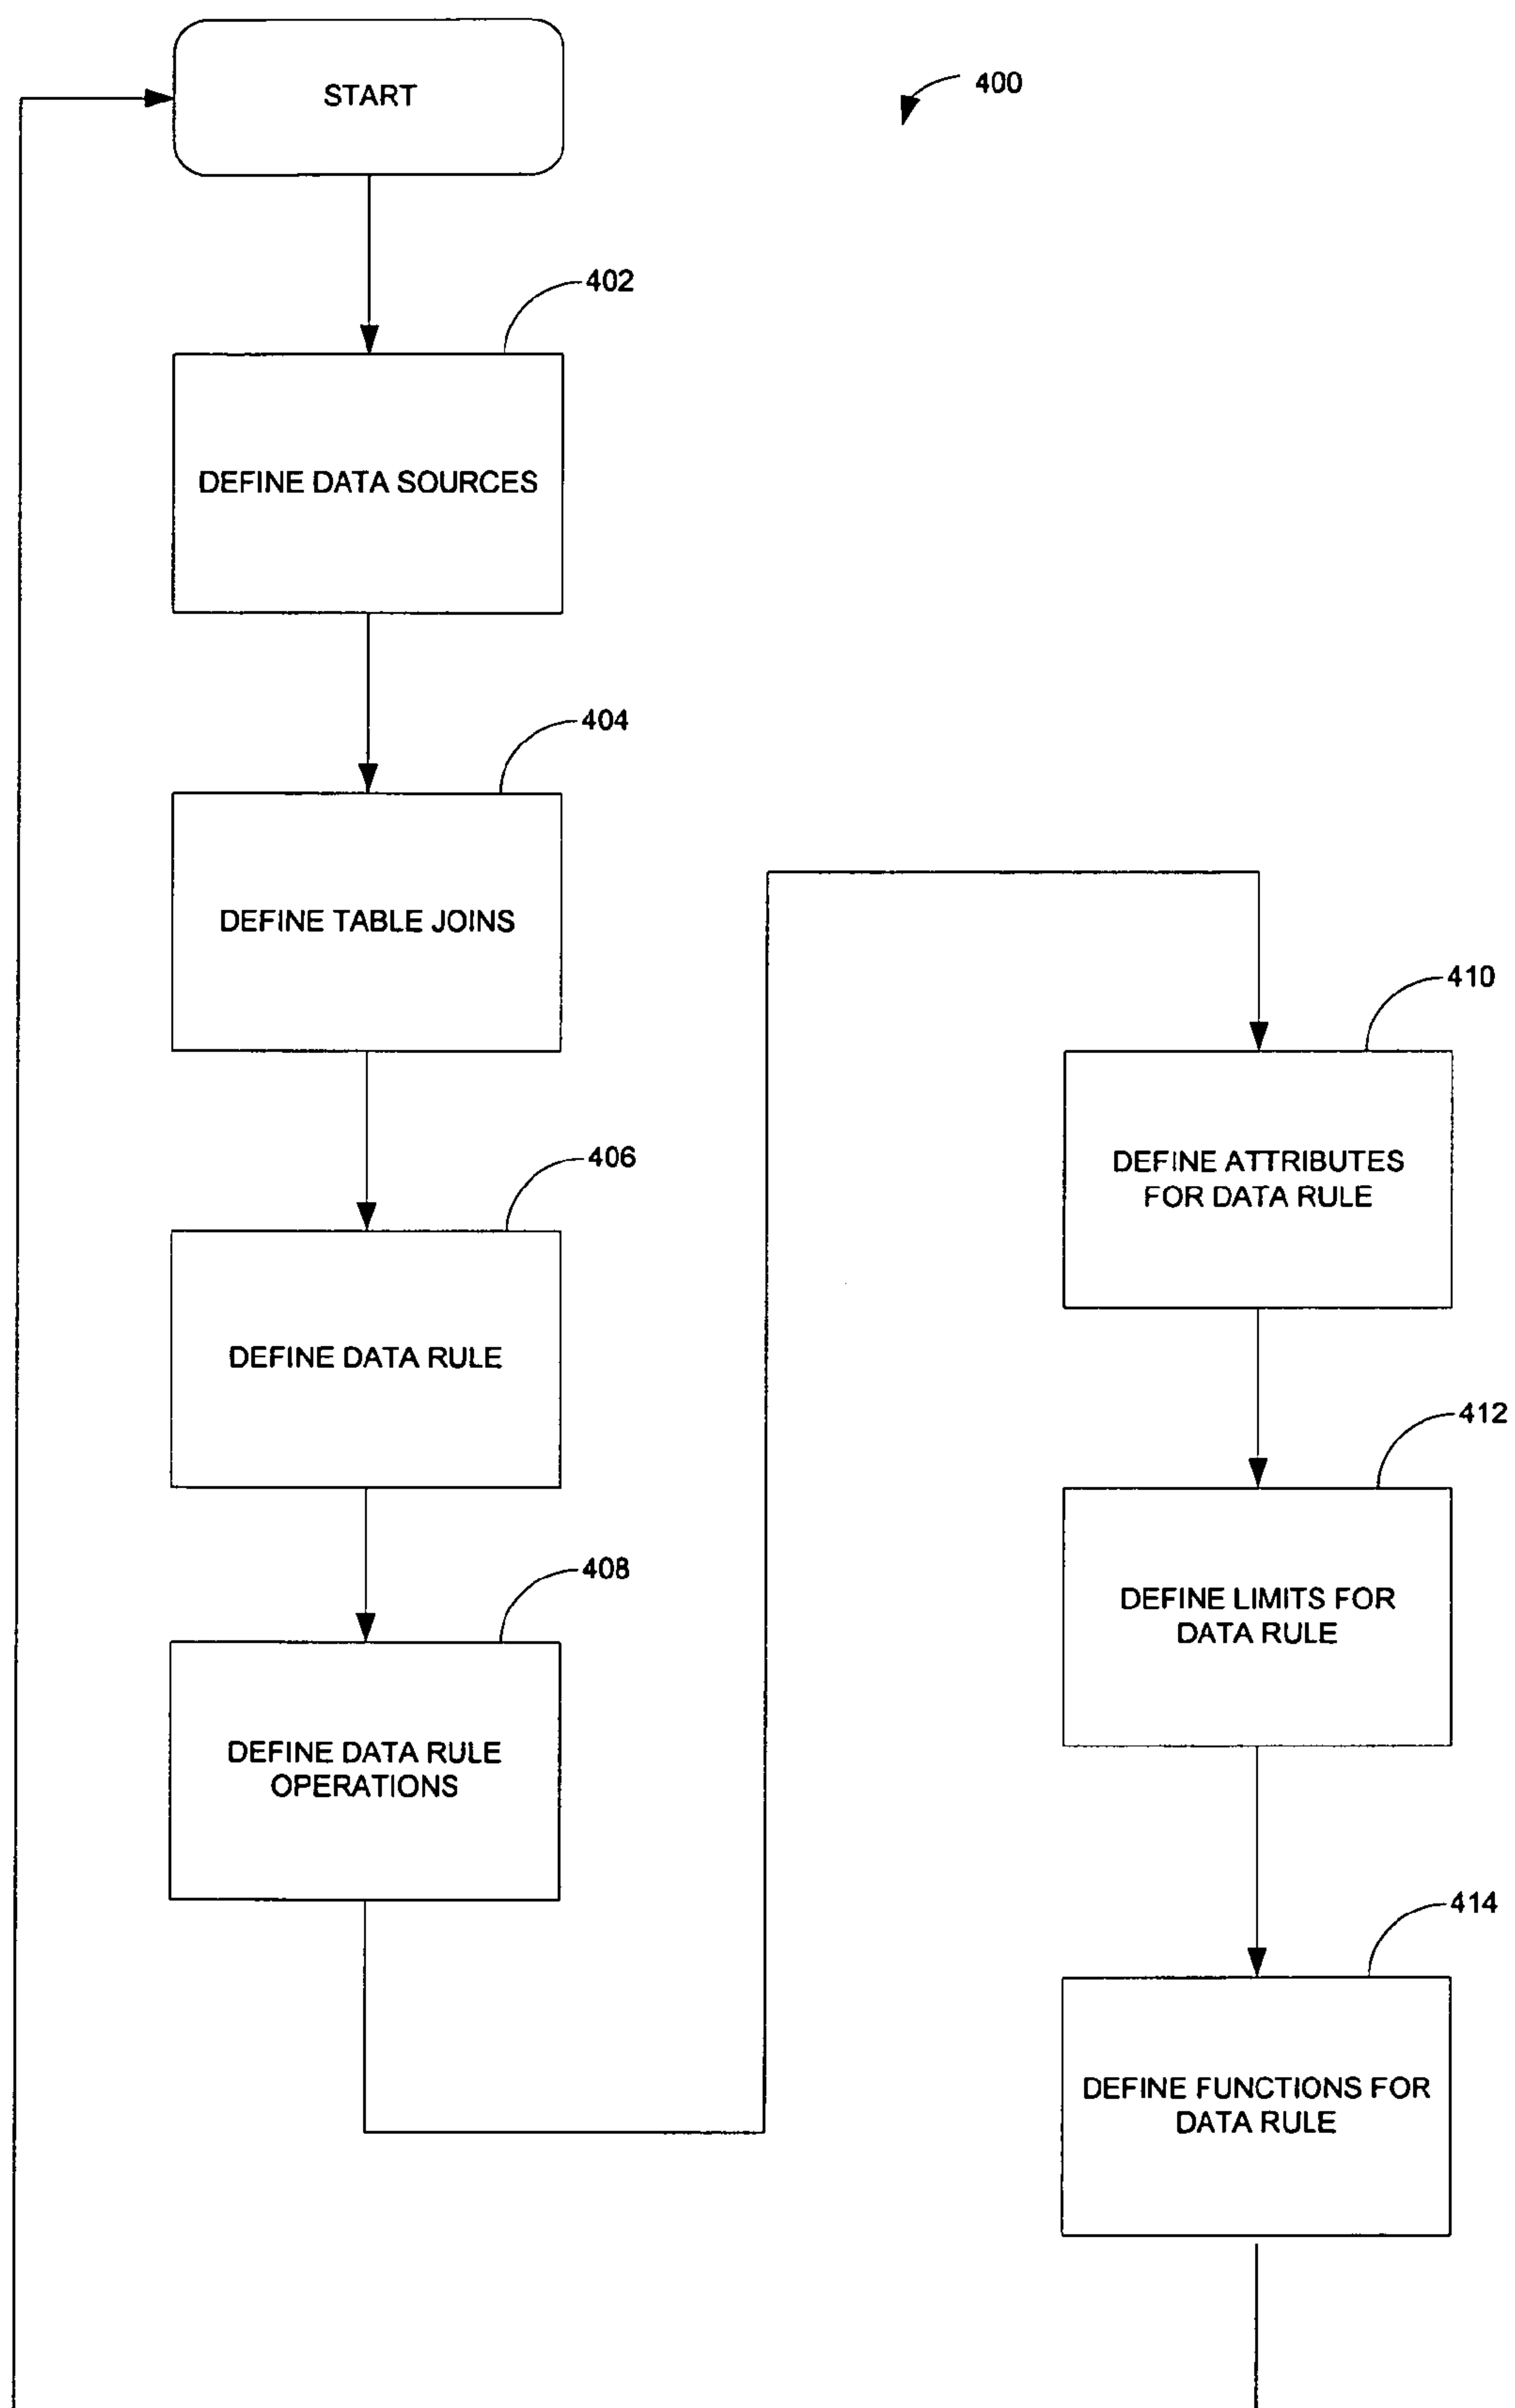 START
400
402
DEFINE DATA SOURCES
404
DEFINE TABLE JOINS
406
DEFINE DATA RULE
408
DEFINE DATA RULE
OPERATIONS
410
DEFINE ATTRIBUTES
FOR DATA RULE
412
DEFINE LIMITS FOR
DATA RULE
414
DEFINE FUNCTIONS FOR
DATA RULE